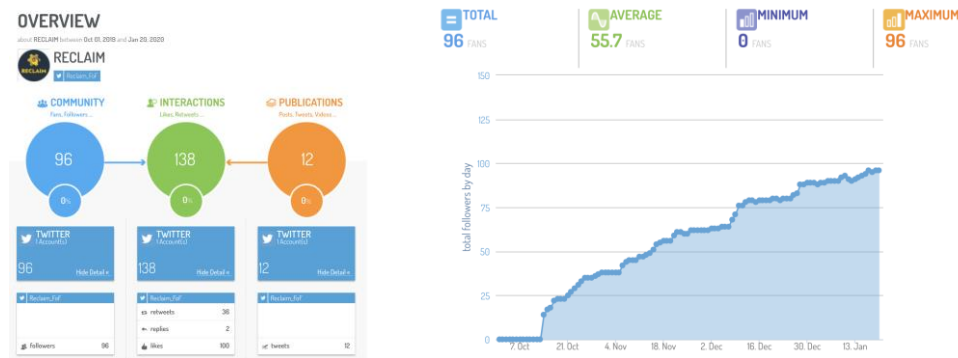 OVERVIEW
about RECLAIM between Oct 01, 2019 and Jan 20, 2020
RECLAIM
RECLAIM
Reclaim_FoF
COMMUNITY
Fans, Followers ...
INTERACTIONS
Likes, Retweets ...
PUBLICATIONS
Posts, Tweets, Videos ...
96
138
12
0%
0%
0%
TWITTER
1 Account(s)
96
Hide Detail «
TWITTER
1 Account(s)
138
Hide Detail «
TWITTER
1 Account(s)
12
Hide Detail «
Reclaim_FoF
followers 96
Reclaim_FoF
retweets 36
replies 2
likes 100
Reclaim_FoF
tweets 12
TOTAL
96 FANS
AVERAGE
55.7 FANS
MINIMUM
0 FANS
MAXIMUM
96 FANS
total followers by day
150
125
100
75
50
25
0
7. Oct 21. Oct 4. Nov 18. Nov 2. Dec 16. Dec 30. Dec 13. Jan